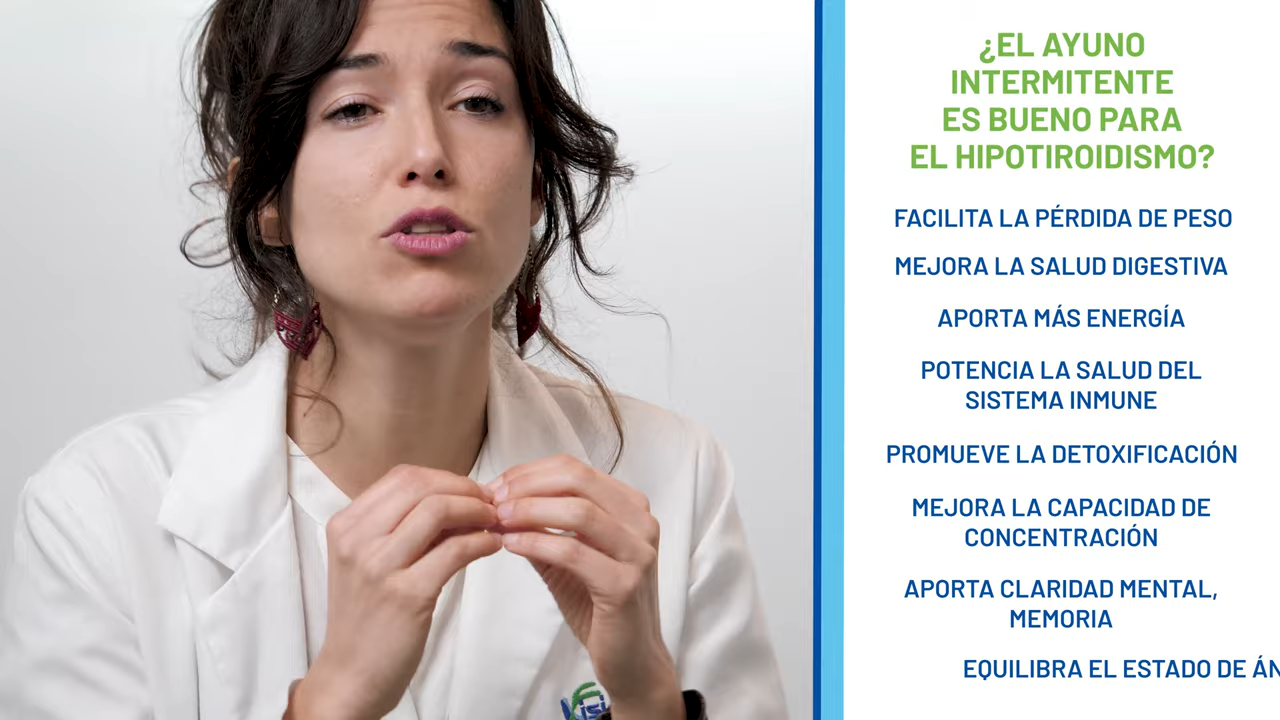 ¿EL AYUNO
INTERMITENTE
ES BUENO PARA
EL HIPOTIROIDISMO?
FACILITA LA PÉRDIDA DE PESO
MEJORA LA SALUD DIGESTIVA
APORTA MÁS ENERGÍA
POTENCIA LA SALUD DEL
SISTEMA INMUNE
PROMUEVE LA DETOXIFICACIÓN
MEJORA LA CAPACIDAD DE
CONCENTRACIÓN
APORTA CLARIDAD MENTAL,
MEMORIA
EQUILIBRA EL ESTADO DE